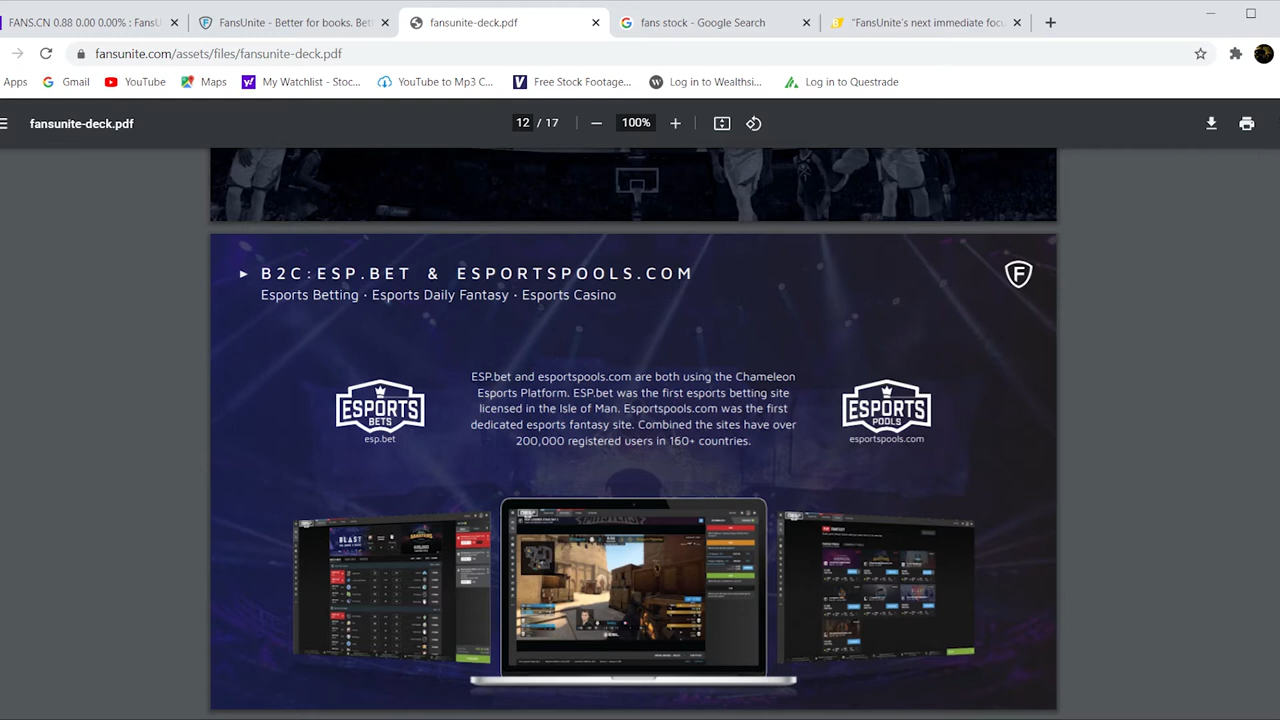 FANS.CN 0.88 0.00 0.00% : FansU
FansUnite - Better for books. Bet
fansunite-deck.pdf
fans stock - Google Search
"FansUnite's next immediate focu
fansunite.com/assets/files/fansunite-deck.pdf
Apps
Gmail
YouTube
Maps
My Watchlist - Stoc...
YouTube to Mp3 C...
Free Stock Footage...
Log in to Wealthsi...
Log in to Questrade
fansunite-deck.pdf
12 / 17
100%
B2C:ESP.BET & ESPORTSPOOLS.COM
Esports Betting · Esports Daily Fantasy · Esports Casino
ESPORTS
BETS
esp.bet
ESP.bet and esportspools.com are both using the Chameleon
Esports Platform. ESP.bet was the first esports betting site
licensed in the Isle of Man. Esportspools.com was the first
dedicated esports fantasy site. Combined the sites have over
200,000 registered users in 160+ countries.
ESPORTS
POOLS
esportspools.com
BLAST